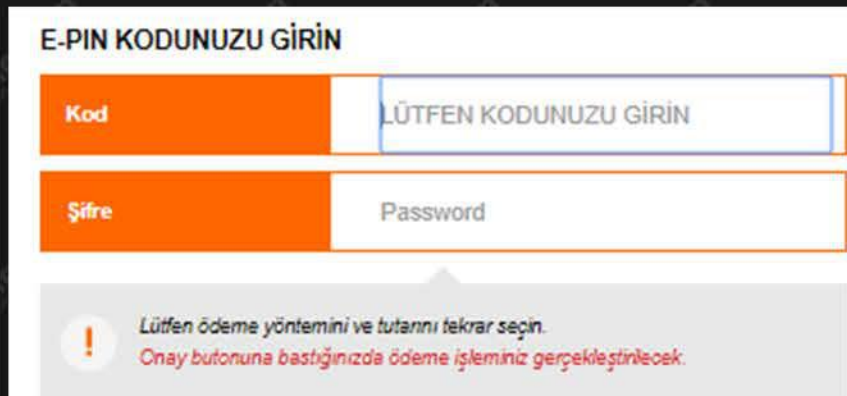 E-PIN KODUNUZU GİRİN
Kod
LÜTFEN KODUNUZU GİRİN
Şifre
Password
!
Lütfen ödeme yöntemini ve tutarını tekrar seçin.
Onay butonuna bastığınızda ödeme işleminiz gerçekleştirilecek.